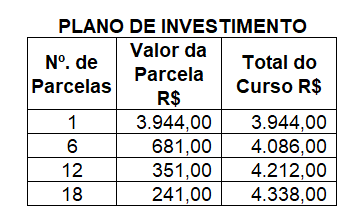 PLANO DE INVESTIMENTO
Nº. de Parcelas Valor da Parcela R$ Total do Curso R$
1 3.944,00 3.944,00
6 681,00 4.086,00
12 351,00 4.212,00
18 241,00 4.338,00